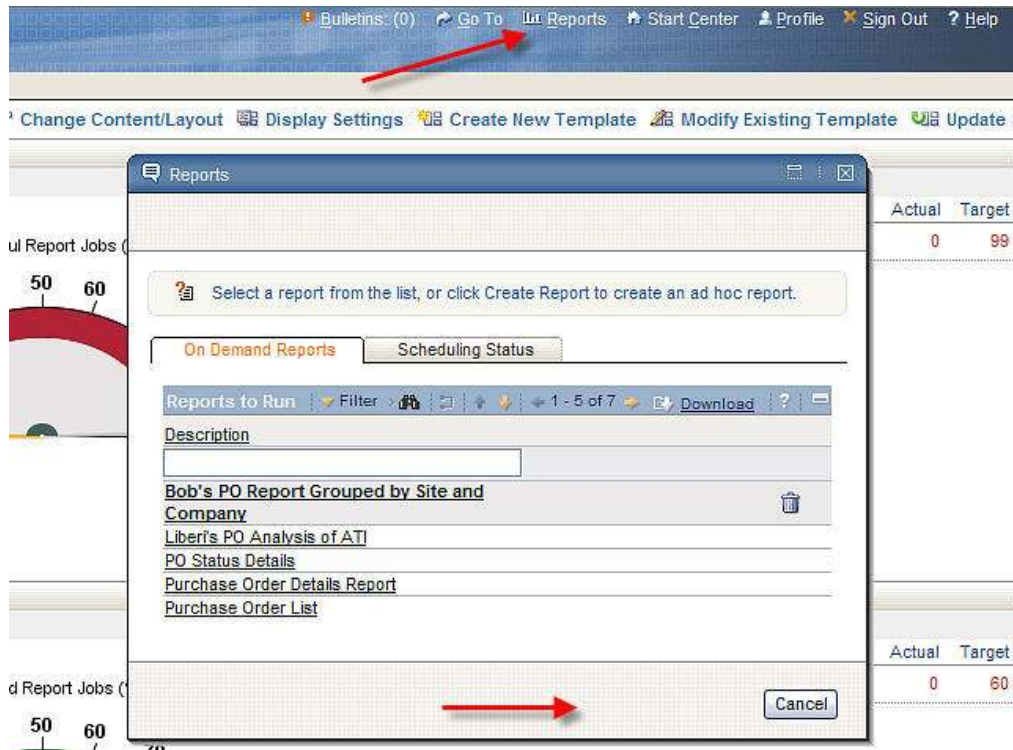 Bulletins: (0) Go To Reports Start Center Profile Sign Out ? Help
Change Content/Layout Display Settings Create New Template Modify Existing Template Update
Reports
Actual Target
ul Report Jobs (
0 99
50 60
Select a report from the list, or click Create Report to create an ad hoc report.
On Demand Reports Scheduling Status
Reports to Run Filter 1 - 5 of 7 Download ?
Description
Bob's PO Report Grouped by Site and
Company
Liberi's PO Analysis of ATI
PO Status Details
Purchase Order Details Report
Purchase Order List
Actual Target
d Report Jobs ("
0 60
Cancel
50 60
70